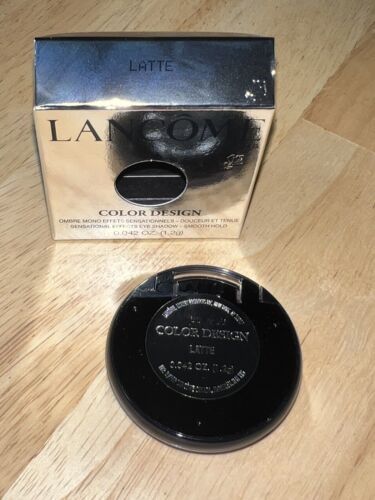 LATTE
LANCÔME
COLOR DESIGN
OMBRE MONO EFFETS SENSATIONNELS - DOUCEUR ET TENUE
SENSATIONAL EFFECTS EYE SHADOW - SMOOTH HOLD
0.042 OZ. (1.2g)
COLOR DESIGN
LATTE
0.042 OZ. (1.2g)